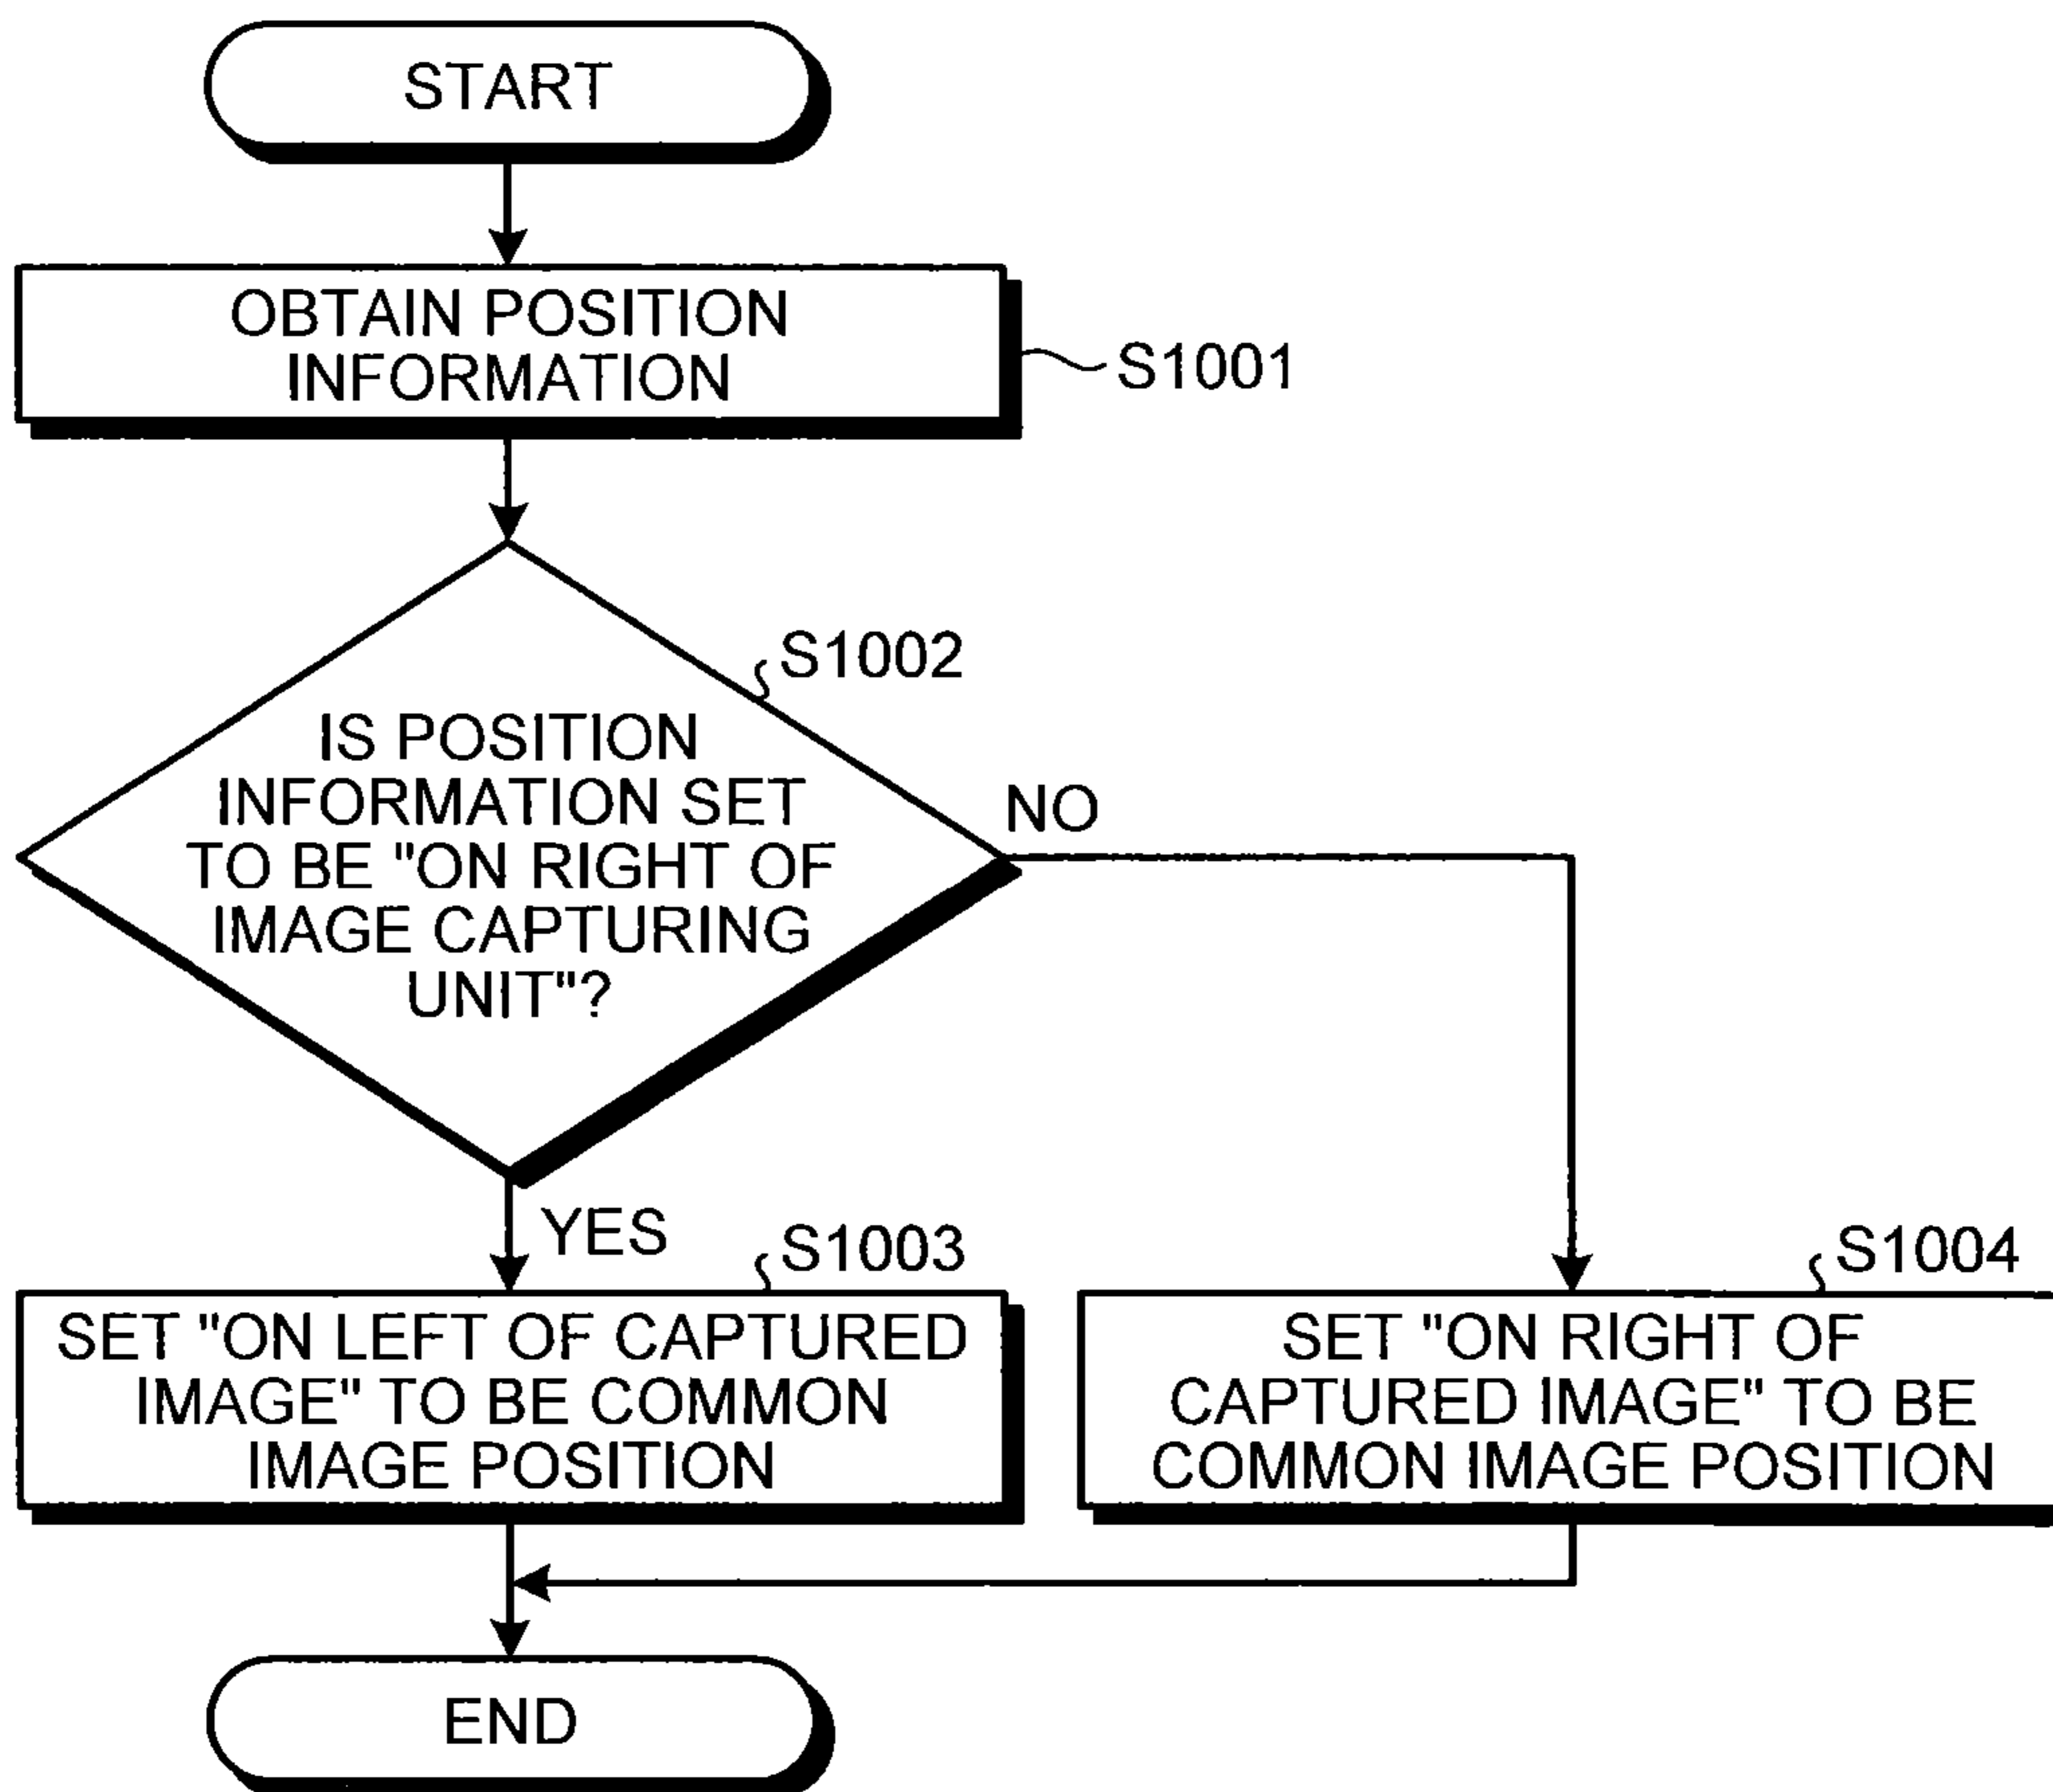 START
OBTAIN POSITION
INFORMATION
S1001
S1002
IS POSITION
INFORMATION SET
TO BE "ON RIGHT OF
IMAGE CAPTURING
UNIT"?
NO
YES
S1003
SET "ON LEFT OF CAPTURED
IMAGE" TO BE COMMON
IMAGE POSITION
S1004
SET "ON RIGHT OF
CAPTURED IMAGE" TO BE
COMMON IMAGE POSITION
END